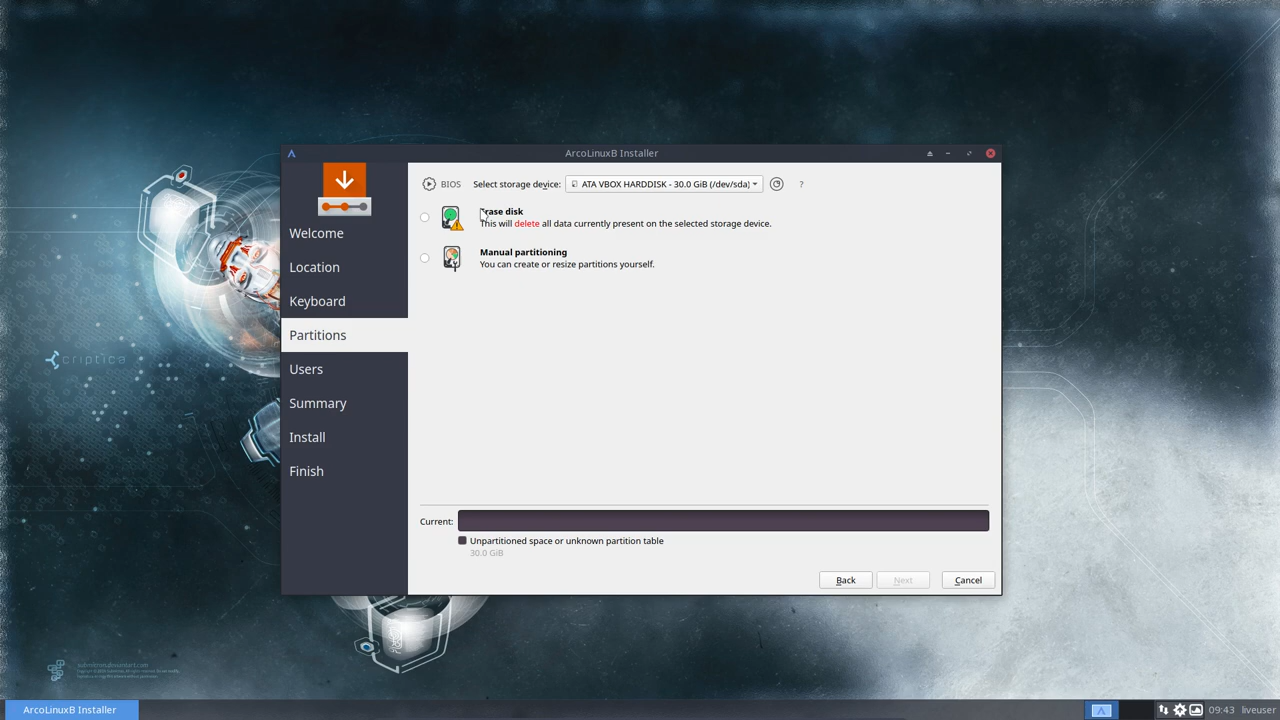 ArcoLinuxB Installer
BIOS
Select storage device:
ATA VBOX HARDDISK - 30.0 GiB (/dev/sda)
?
Erase disk
This will delete all data currently present on the selected storage device.
Manual partitioning
You can create or resize partitions yourself.
Welcome
Location
Keyboard
Partitions
Users
Summary
Install
Finish
Current:
Unpartitioned space or unknown partition table
30.0 GiB
Back
Next
Cancel
criptica
ArcoLinuxB Installer
09:43
liveuser